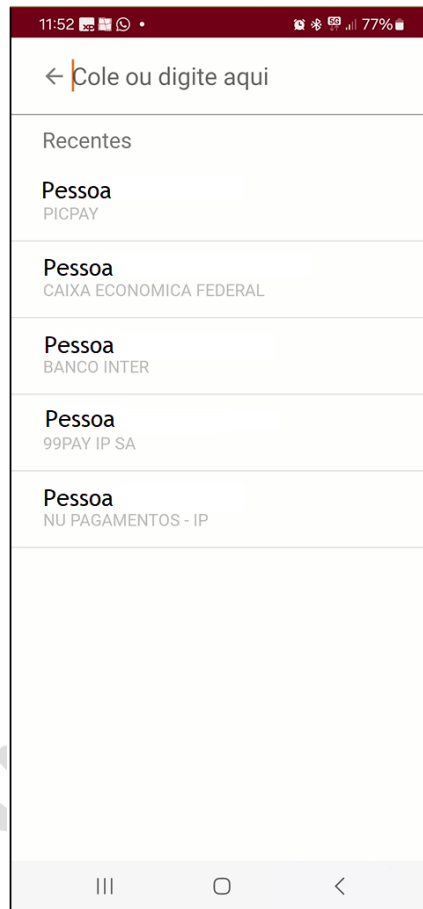 11:52
77%
Cole ou digite aqui
Recentes
Pessoa
PICPAY
Pessoa
CAIXA ECONOMICA FEDERAL
Pessoa
BANCO INTER
Pessoa
99PAY IP SA
Pessoa
NU PAGAMENTOS - IP